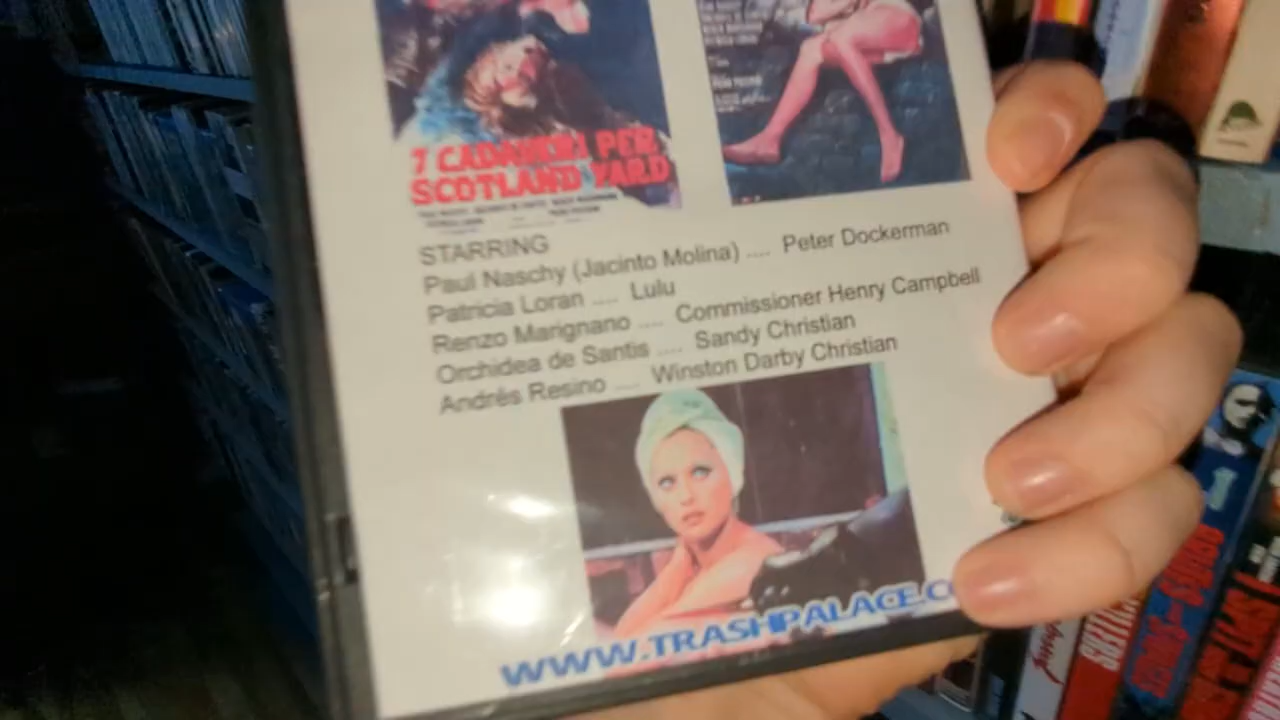 7 CADAVERI PER
SCOTLAND YARD
STARRING
Paul Naschy (Jacinto Molina) .... Peter Dockerman
Patricia Loran .... Lulu
Renzo Marignano .... Commissioner Henry Campbell
Orchidea de Santis .... Sandy Christian
Andrés Resino .... Winston Darby Christian
WWW.TRASHPALACE.C
1